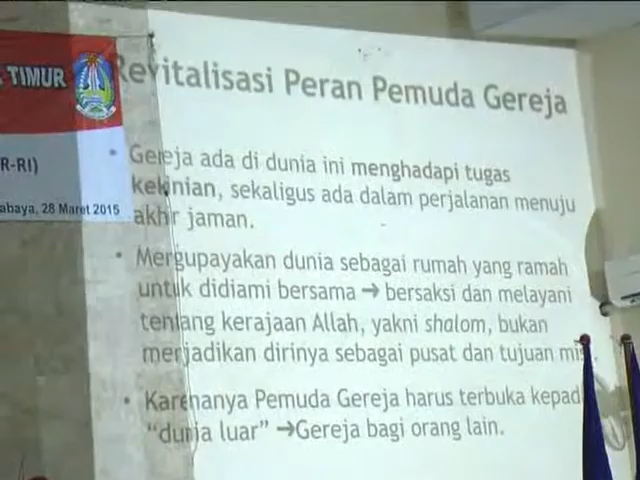 TIMUR
R-RI)
abaya, 28 Maret 2015
Revitalisasi Peran Pemuda Gereja
• Gereja ada di dunia ini menghadapi tugas
kekinian, sekaligus ada dalam perjalanan menuju
akhir jaman.
• Mengupayakan dunia sebagai rumah yang ramah
untuk didiami bersama → bersaksi dan melayani
tentang kerajaan Allah, yakni shalom, bukan
menjadikan dirinya sebagai pusat dan tujuan mis.
• Karenanya Pemuda Gereja harus terbuka kepad
"dunia luar" →Gereja bagi orang lain.